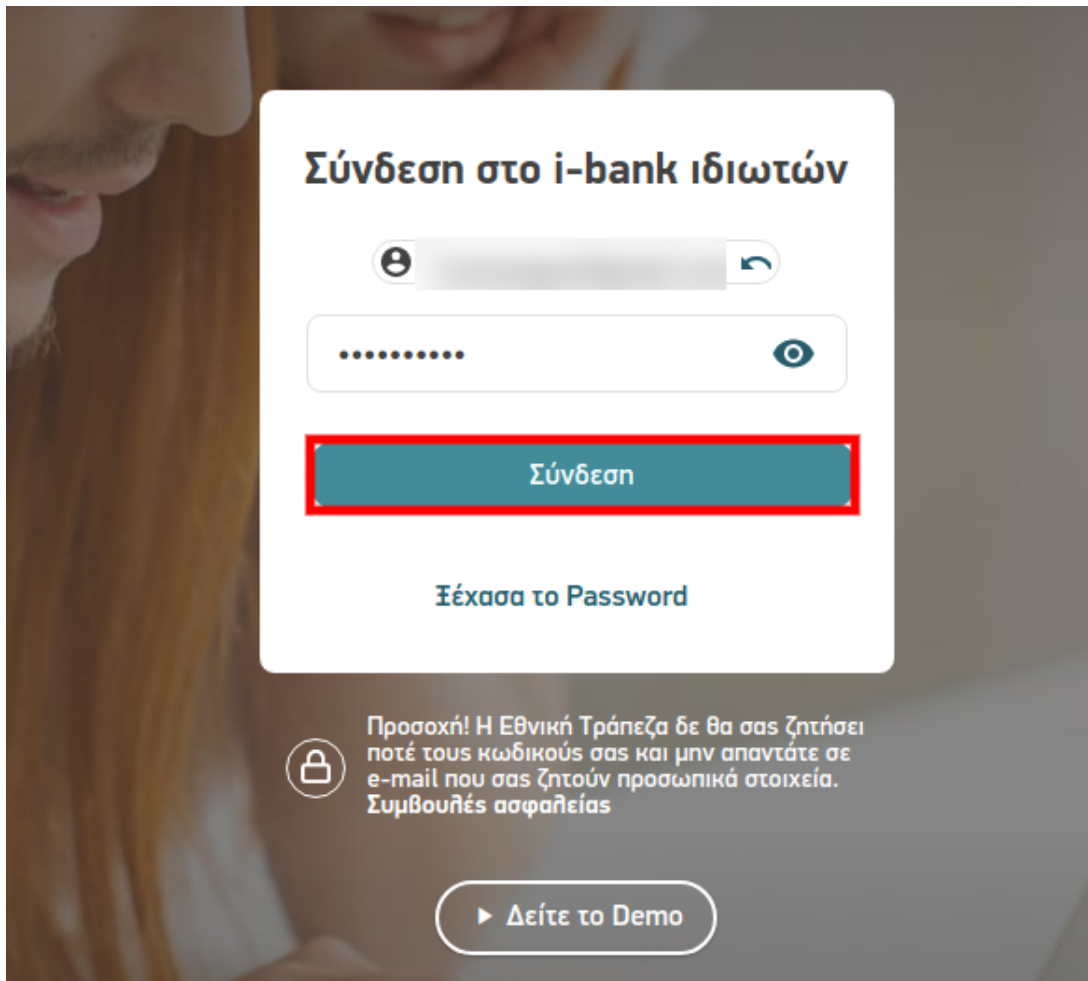 Σύνδεση στο i-bank ιδιωτών
••••••••••
Σύνδεση
Ξέχασα το Password
Προσοχή! Η Εθνική Τράπεζα δε θα σας ζητήσει
ποτέ τους κωδικούς σας και μην απαντάτε σε
e-mail που σας ζητούν προσωπικά στοιχεία.
Συμβουλές ασφαλείας
Δείτε το Demo